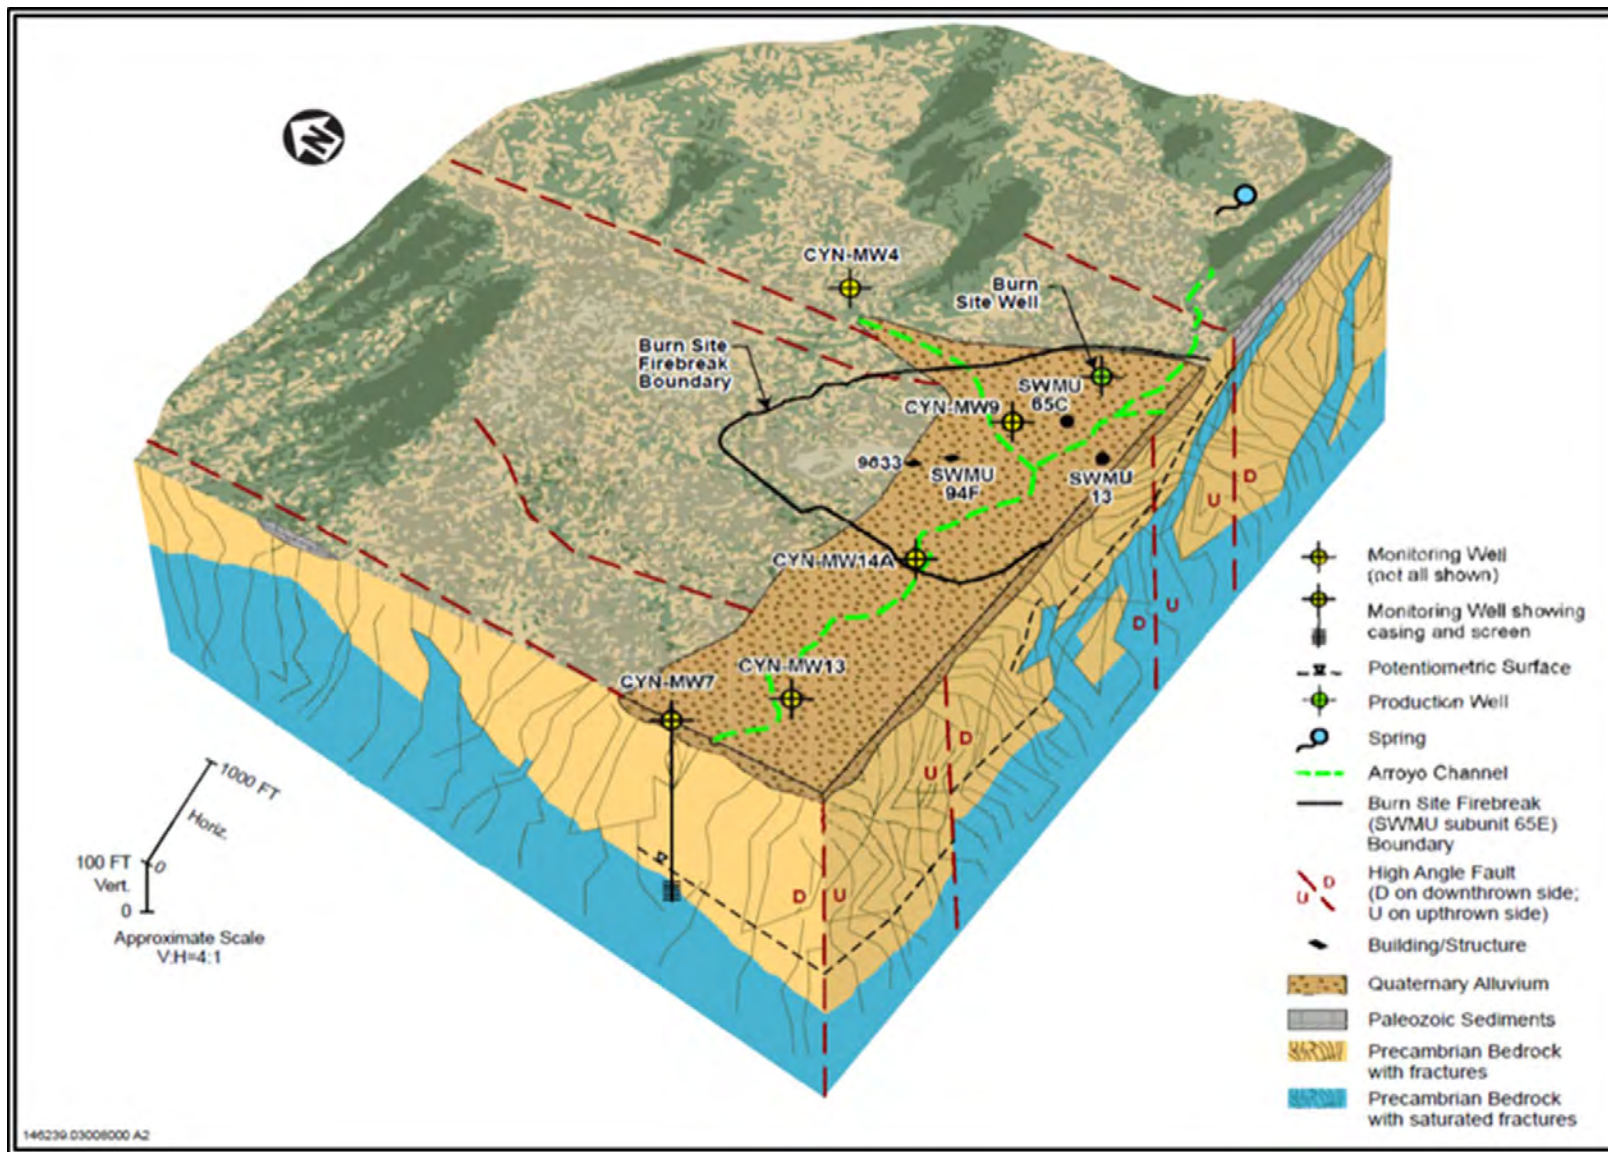 N
CYN-MW4
Burn
Site Well
Burn Site
Firebreak
Boundary
SWMU
65C
CYN-MW9
9833
SWMU
94F
SWMU
13
U
D
CYN-MW14A
D
U
CYN-MW13
CYN-MW7
D
U
D
U
1000 FT
Horiz.
0
100 FT
Vert.
0
Approximate Scale
V:H=4:1
Monitoring Well
(not all shown)
Monitoring Well showing
casing and screen
Potentiometric Surface
Production Well
Spring
Arroyo Channel
Burn Site Firebreak
(SWMU subunit 65E)
Boundary
U
D
High Angle Fault
(D on downthrown side;
U on upthrown side)
Building/Structure
Quaternary Alluvium
Paleozoic Sediments
Precambrian Bedrock
with fractures
Precambrian Bedrock
with saturated fractures
146239.03008000 A2